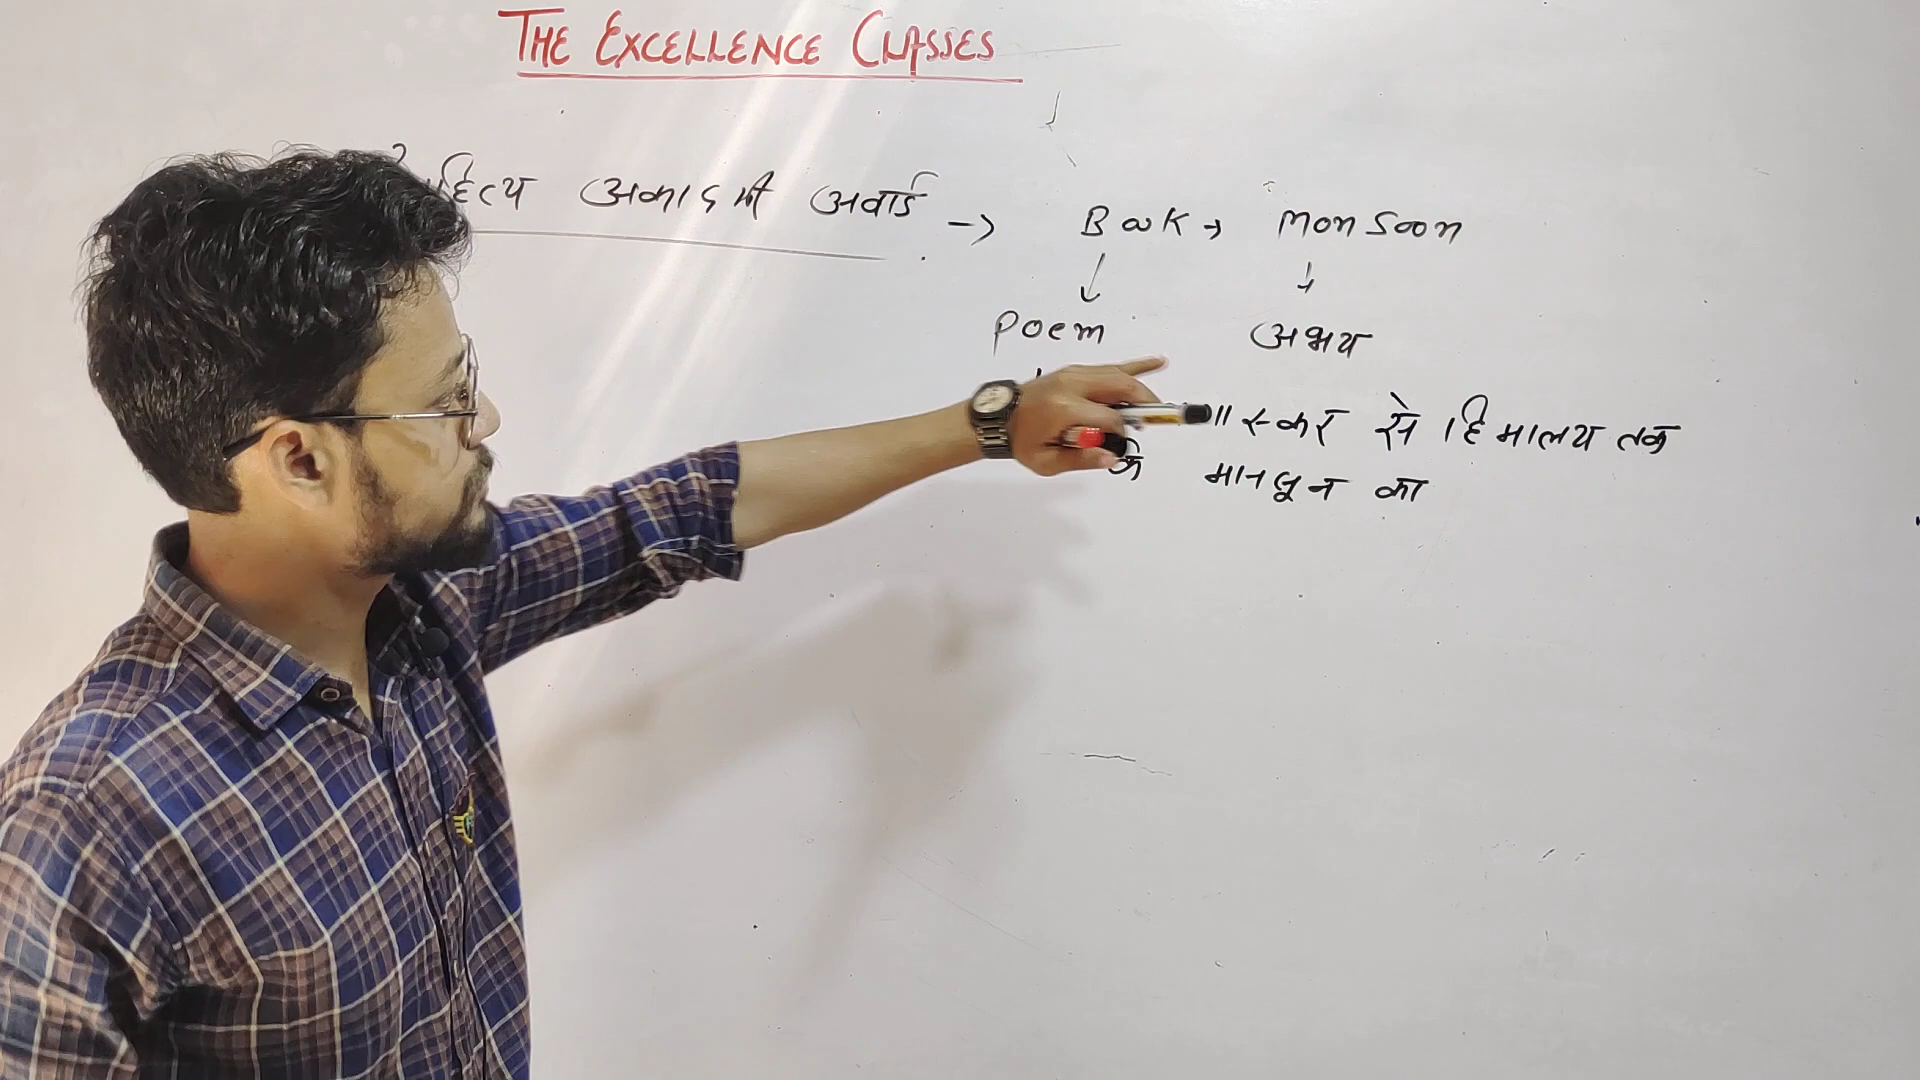 THE EXCELLENCE CLASSES
अकादमी अवार्ड → Book → Monsoon
Poem अभय
से हिमालय तक
के मानसून का